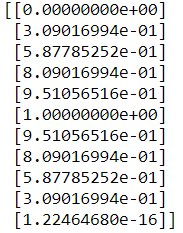 [[0.00000000e+00]
[3.09016994e-01]
[5.87785252e-01]
[8.09016994e-01]
[9.51056516e-01]
[1.00000000e+00]
[9.51056516e-01]
[8.09016994e-01]
[5.87785252e-01]
[3.09016994e-01]
[1.22464680e-16]]